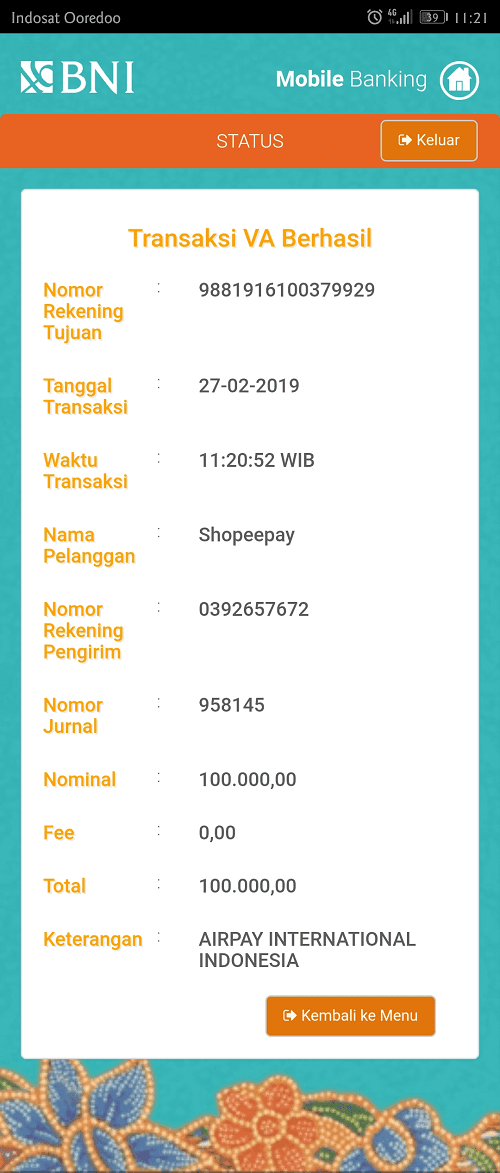 Indosat Ooredoo 4G 39 11:21
BNI Mobile Banking
STATUS Keluar
Transaksi VA Berhasil
Nomor : 9881916100379929
Rekening
Tujuan
Tanggal : 27-02-2019
Transaksi
Waktu : 11:20:52 WIB
Transaksi
Nama : Shopeepay
Pelanggan
Nomor : 0392657672
Rekening
Pengirim
Nomor : 958145
Jurnal
Nominal : 100.000,00
Fee : 0,00
Total : 100.000,00
Keterangan : AIRPAY INTERNATIONAL
INDONESIA
Kembali ke Menu